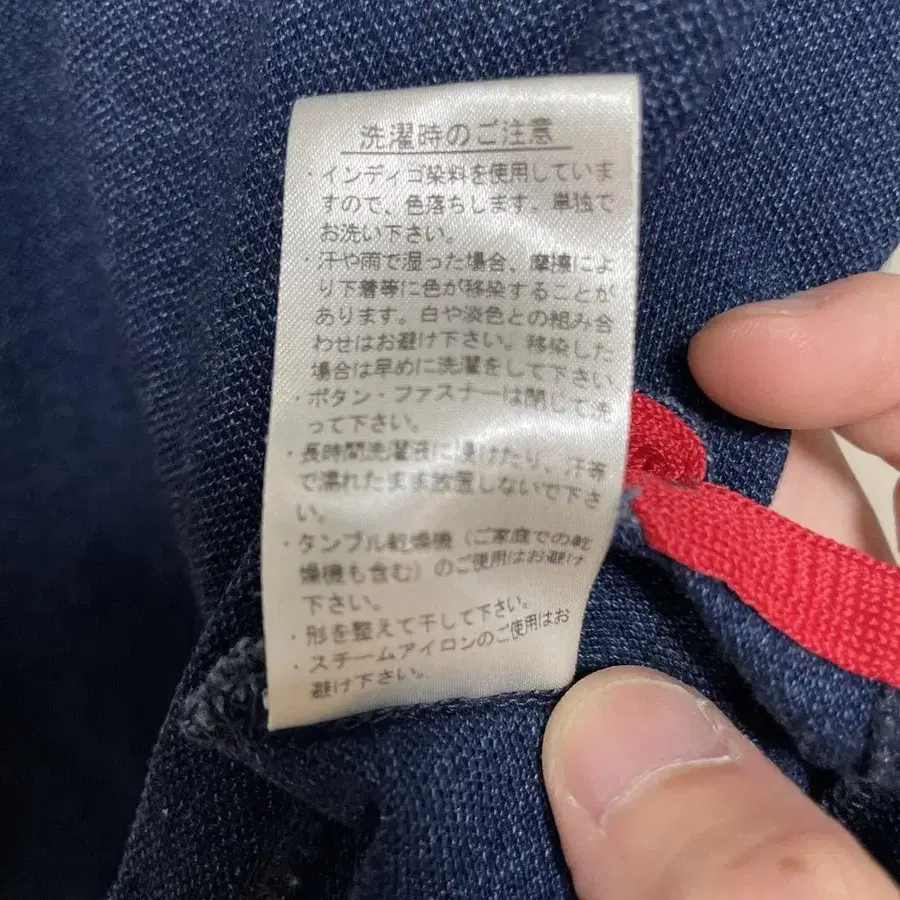 洗濯時のご注意
・インディゴ染料を使用していま
すので、色落ちします。単独で
お洗い下さい。
・汗や雨で湿った場合、摩擦によ
り下着等に色が移染することが
あります。白や淡色との組み合
わせはお避け下さい。移染した
場合は早めに洗濯をして下さい
・ボタン・ファスナーは閉じて洗
って下さい。
・長時間洗濯液に漬けたり、汗等
で濡れたまま放置しないで下さ
い。
・タンブル乾燥機（ご家庭での乾
燥機も含む）のご使用はお避け
下さい。
・形を整えて干して下さい。
・スチームアイロンのご使用はお
避け下さい。